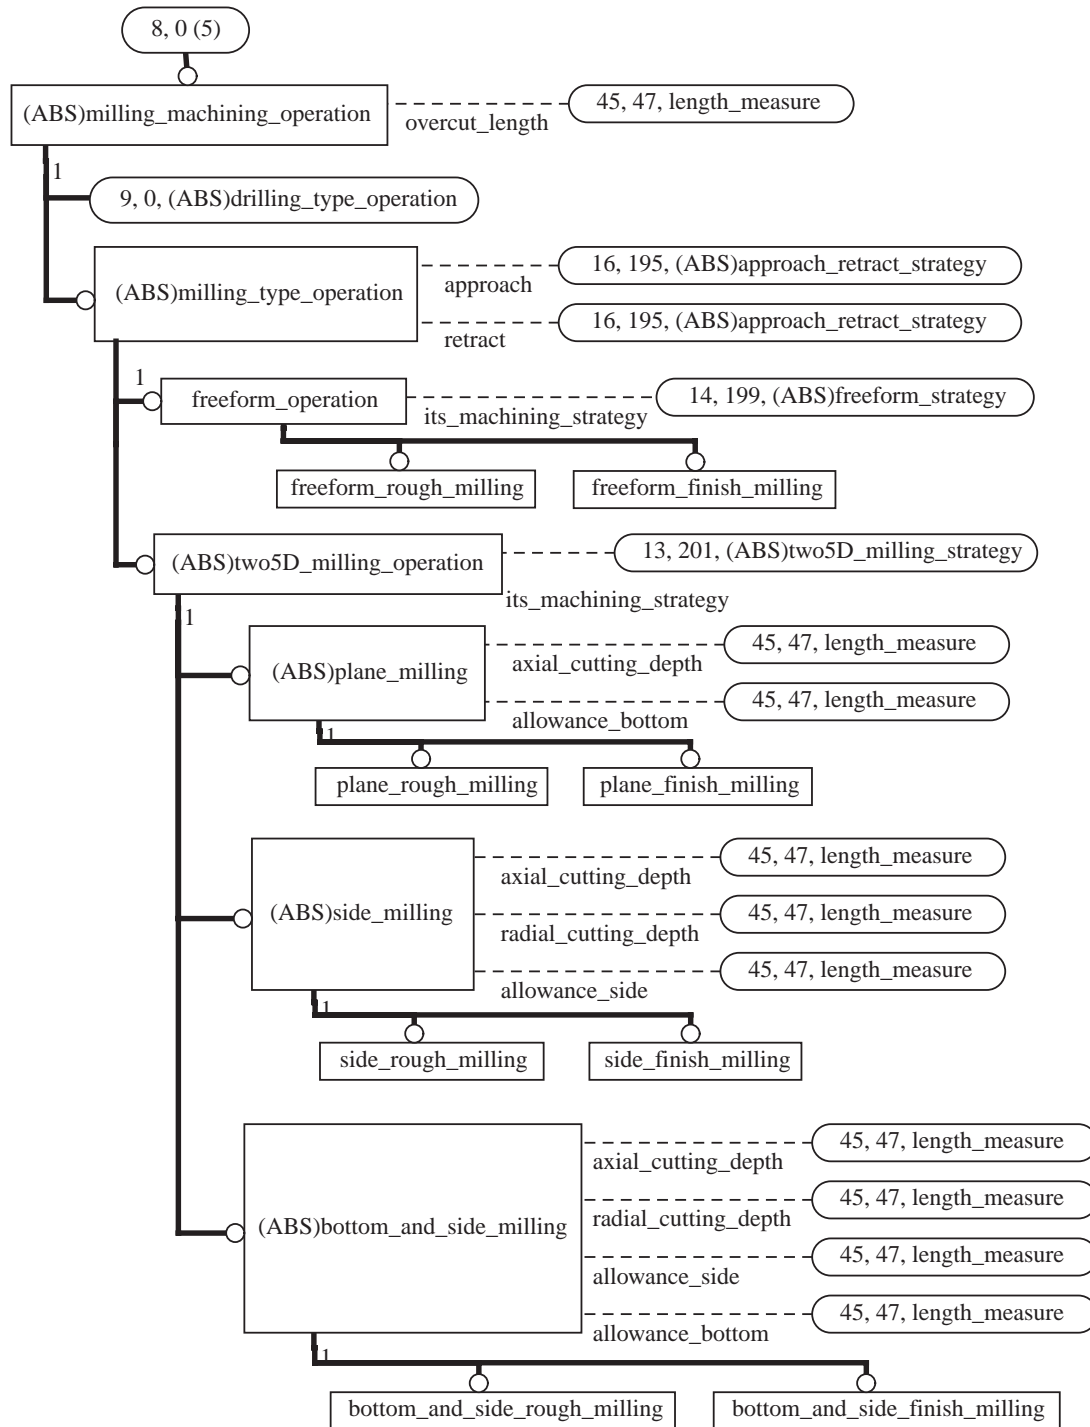 8, 0 (5)
(ABS)milling_machining_operation
overcut_length
45, 47, length_measure
1
9, 0, (ABS)drilling_type_operation
(ABS)milling_type_operation
approach
16, 195, (ABS)approach_retract_strategy
retract
16, 195, (ABS)approach_retract_strategy
1
freeform_operation
its_machining_strategy
14, 199, (ABS)freeform_strategy
freeform_rough_milling
freeform_finish_milling
(ABS)two5D_milling_operation
its_machining_strategy
13, 201, (ABS)two5D_milling_strategy
1
(ABS)plane_milling
axial_cutting_depth
45, 47, length_measure
allowance_bottom
45, 47, length_measure
1
plane_rough_milling
plane_finish_milling
(ABS)side_milling
axial_cutting_depth
45, 47, length_measure
radial_cutting_depth
45, 47, length_measure
allowance_side
45, 47, length_measure
1
side_rough_milling
side_finish_milling
(ABS)bottom_and_side_milling
axial_cutting_depth
45, 47, length_measure
radial_cutting_depth
45, 47, length_measure
allowance_side
45, 47, length_measure
allowance_bottom
45, 47, length_measure
1
bottom_and_side_rough_milling
bottom_and_side_finish_milling